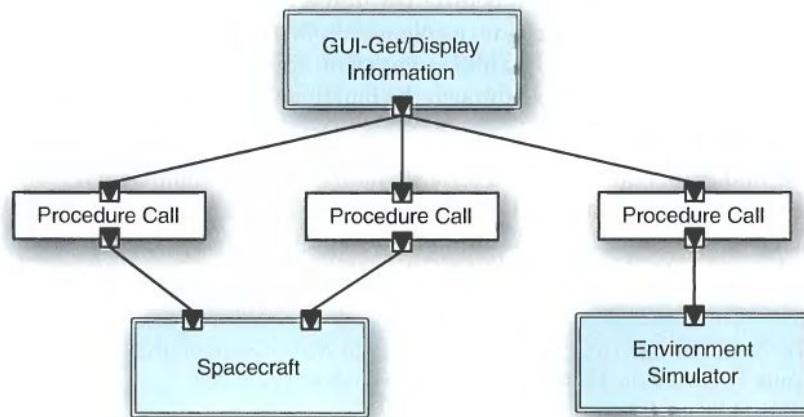 GUI-Get/Display
Information
Procedure Call
Procedure Call
Procedure Call
Spacecraft
Environment
Simulator